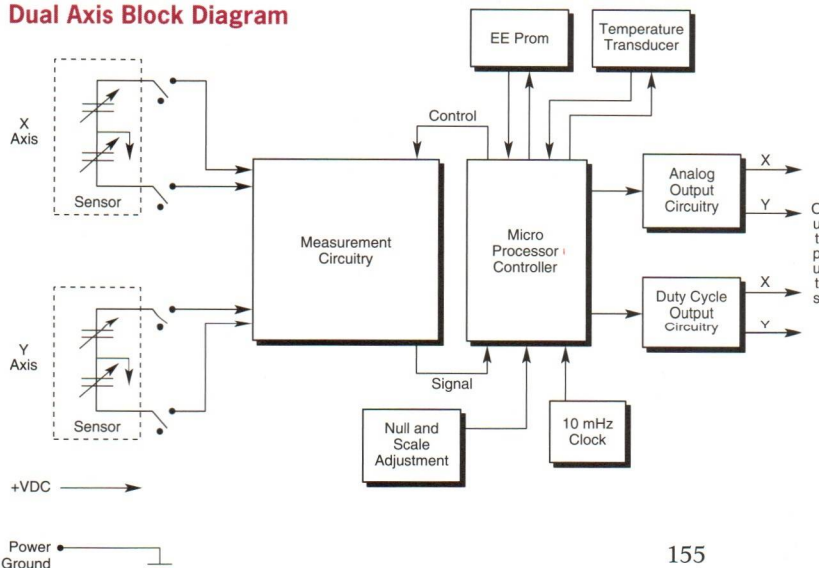 Dual Axis Block Diagram
EE Prom
Temperature
Transducer
Control
X
Axis
Sensor
Measurement
Circuitry
Micro
Processor
Controller
Analog
Output
Circuitry
X
Y
Duty Cycle
Output
Circuitry
X
Y
Y
Axis
Sensor
Signal
Null and
Scale
Adjustment
10 mHz
Clock
+VDC
Power
Ground
155